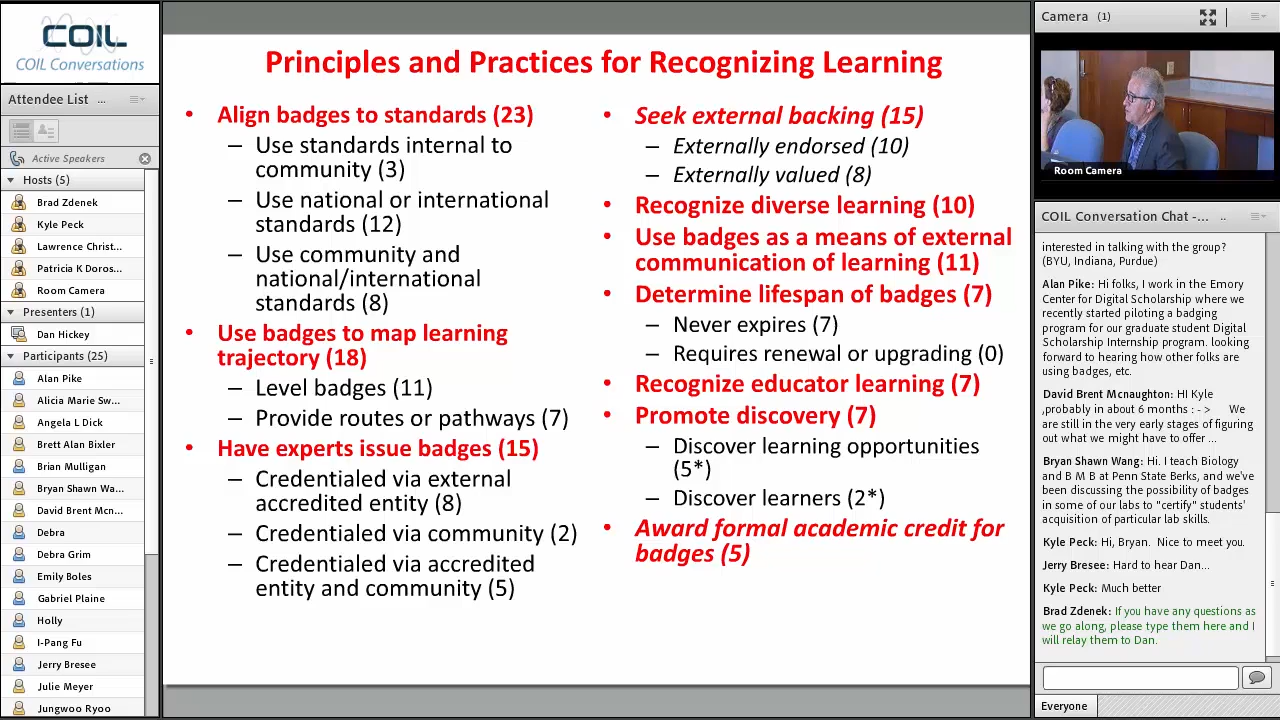 COIL
COIL Conversations
Attendee List ...
Active Speakers
Hosts (5)
Brad Zdenek
Kyle Peck
Lawrence Christ...
Patricia K Doros...
Room Camera
Presenters (1)
Dan Hickey
Participants (25)
Alan Pike
Alicia Marie Sw...
Angela L Dick
Brett Alan Bixler
Brian Mulligan
Bryan Shawn Wa...
David Brent Mcn...
Debra
Debra Grim
Emily Boles
Gabriel Plaine
Holly
I-Pang Fu
Jerry Bresee
Julie Meyer
Jungwoo Ryoo
Principles and Practices for Recognizing Learning
• Align badges to standards (23)
– Use standards internal to
community (3)
– Use national or international
standards (12)
– Use community and
national/international
standards (8)
• Use badges to map learning
trajectory (18)
– Level badges (11)
– Provide routes or pathways (7)
• Have experts issue badges (15)
– Credentialed via external
accredited entity (8)
– Credentialed via community (2)
– Credentialed via accredited
entity and community (5)
• Seek external backing (15)
– Externally endorsed (10)
– Externally valued (8)
• Recognize diverse learning (10)
• Use badges as a means of external
communication of learning (11)
• Determine lifespan of badges (7)
– Never expires (7)
– Requires renewal or upgrading (0)
• Recognize educator learning (7)
• Promote discovery (7)
– Discover learning opportunities
(5*)
– Discover learners (2*)
• Award formal academic credit for
badges (5)
Camera (1)
Room Camera
COIL Conversation Chat -... ..
interested in talking with the group?
(BYU, Indiana, Purdue)
Alan Pike: Hi folks, I work in the Emory
Center for Digital Scholarship where we
recently started piloting a badging
program for our graduate student Digital
Scholarship Internship program. looking
forward to hearing how other folks are
using badges, etc.
David Brent Mcnaughton: HI Kyle
,probably in about 6 months : - > We
are still in the very early stages of figuring
out what we might have to offer ...
Bryan Shawn Wang: Hi. I teach Biology
and B M B at Penn State Berks, and we've
been discussing the possibility of badges
in some of our labs to "certify" students'
acquisition of particular lab skills.
Kyle Peck: Hi, Bryan. Nice to meet you.
Jerry Bresee: Hard to hear Dan...
Kyle Peck: Much better
Brad Zdenek: If you have any questions as
we go along, please type them here and I
will relay them to Dan.
Everyone